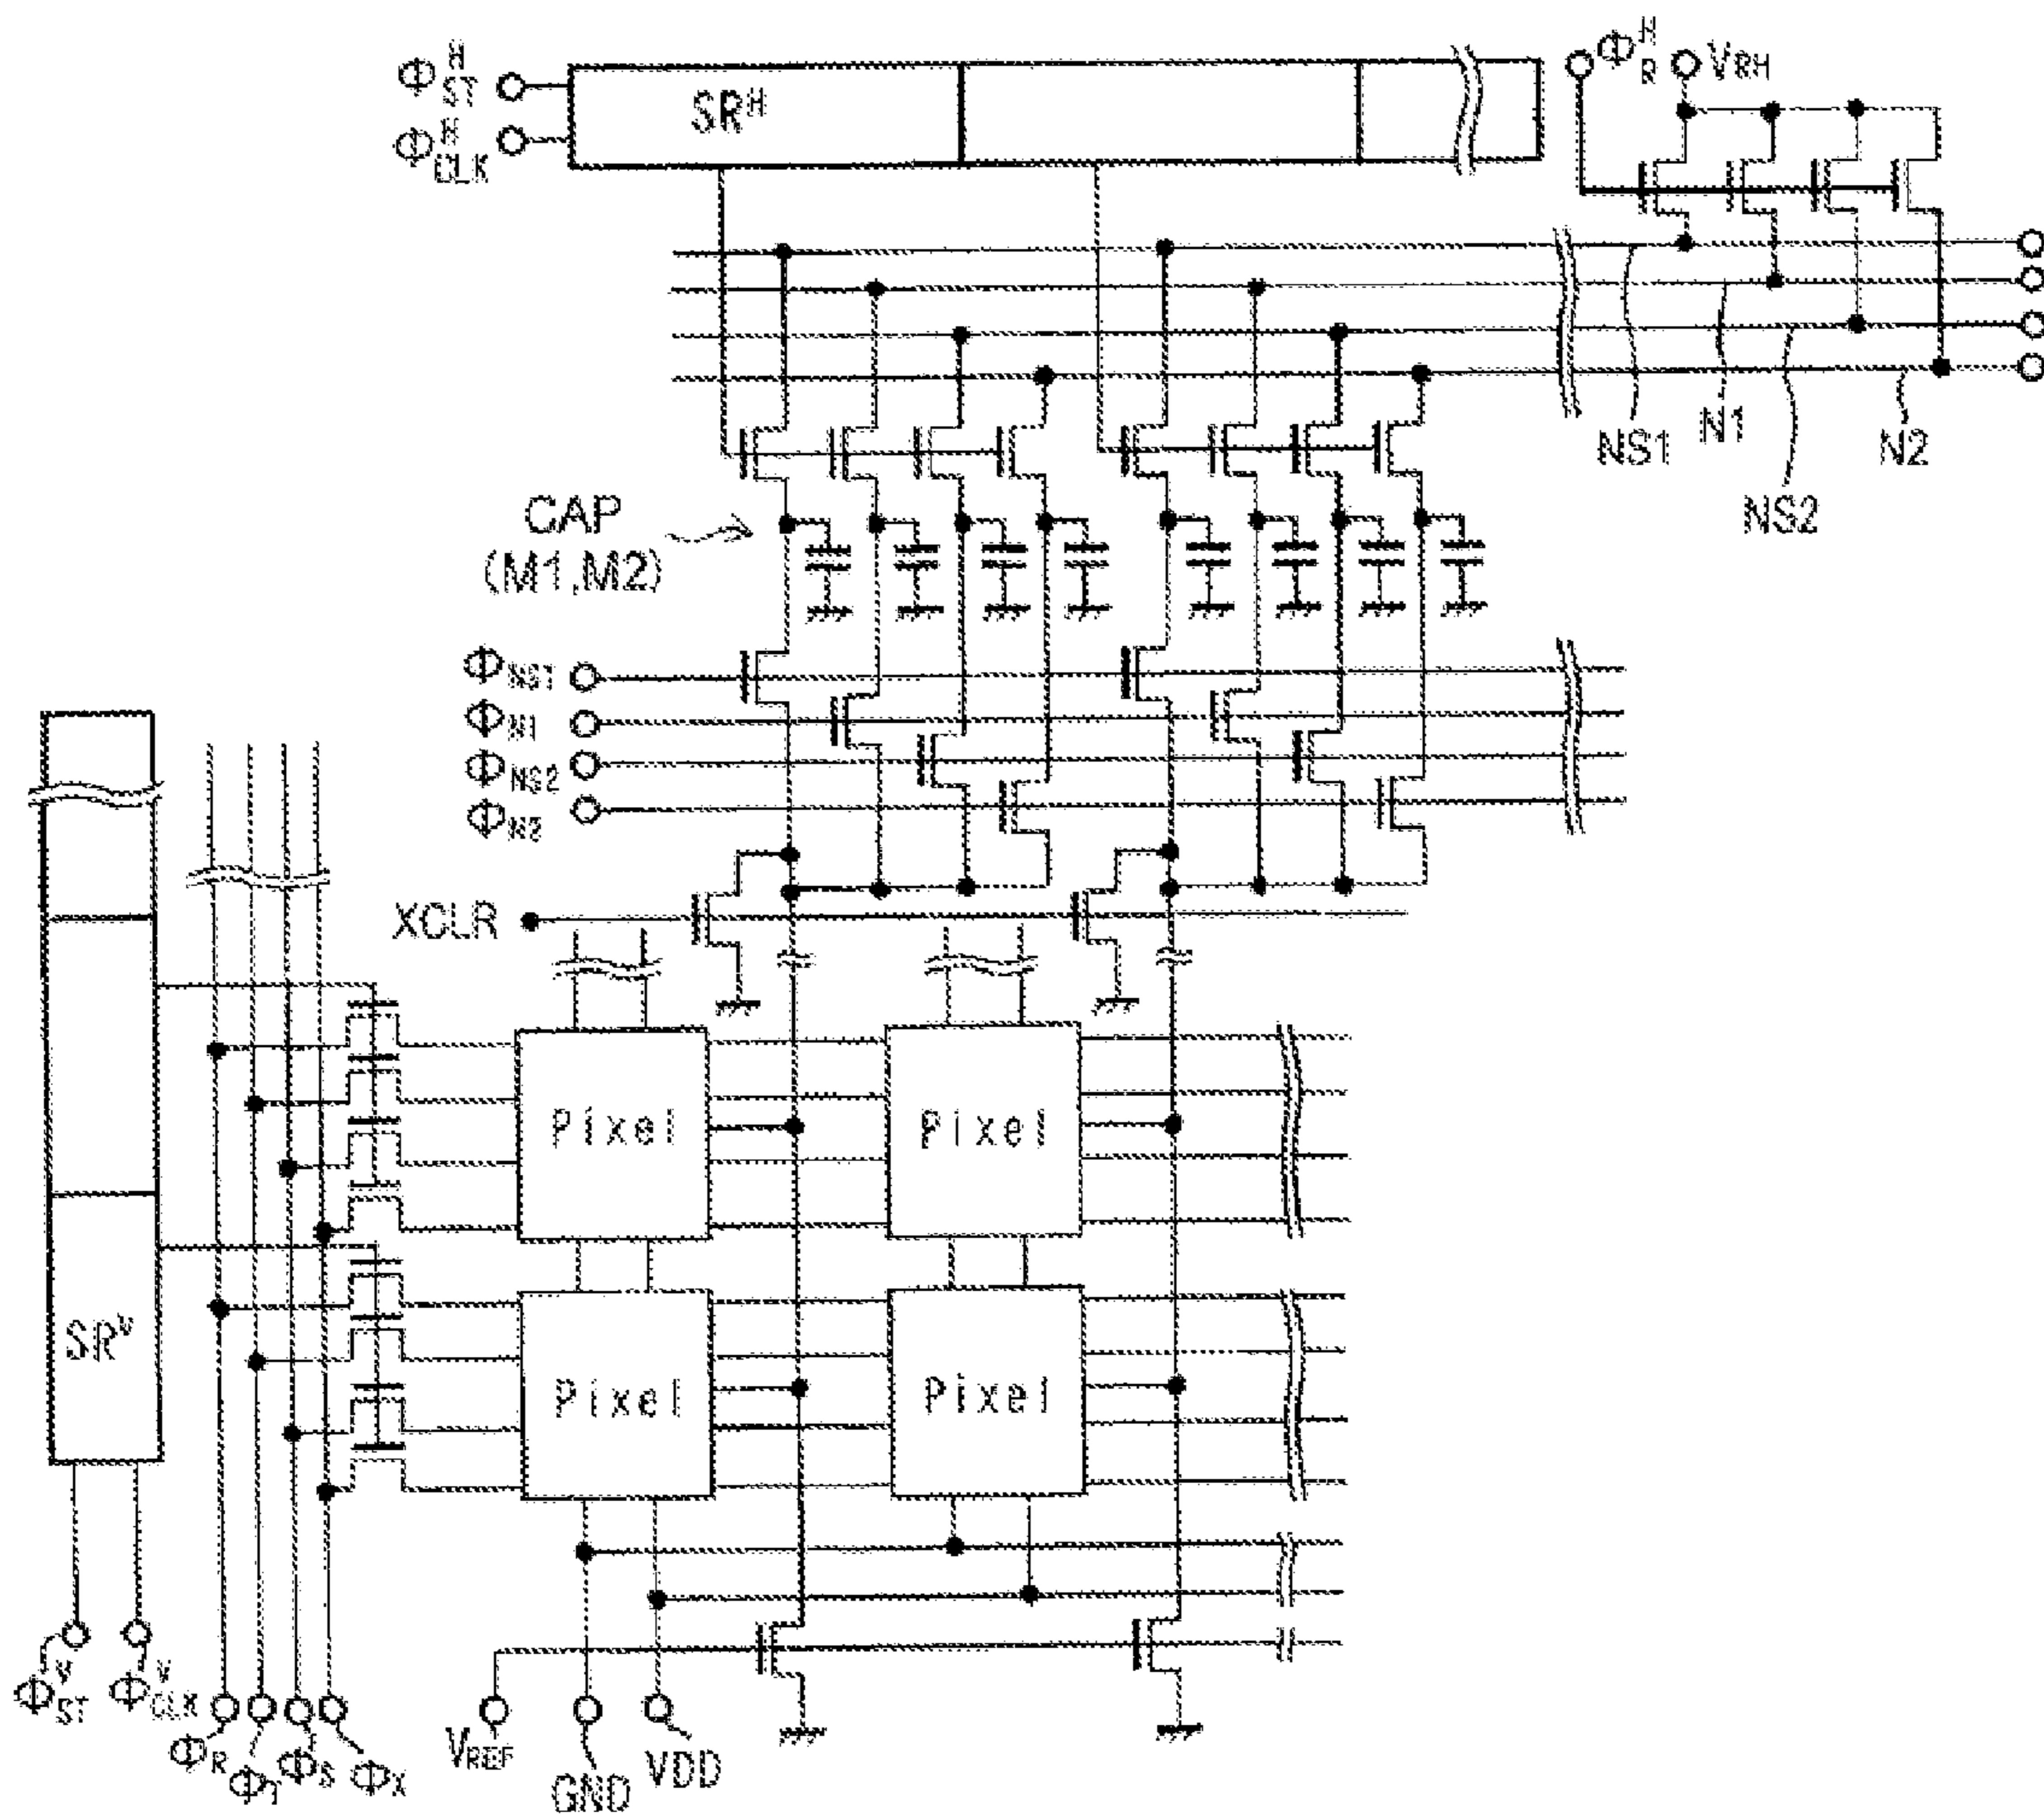 Φ^H_ST
SR^H
Φ^H_R
V_RH
Φ^H_CLK
NS1
N1
N2
NS2
CAP
(M1,M2)
Φ_NS1
Φ_N1
Φ_NS2
Φ_N2
XCLR
Pixel
Pixel
SR^V
Pixel
Pixel
Φ^V_ST
Φ^V_CLK
Φ_R
Φ_T
Φ_S
Φ_X
V_REF
GND
VDD